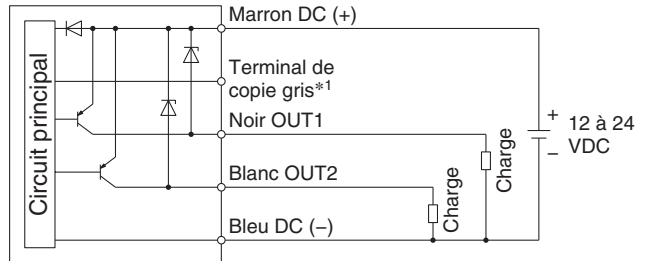 Circuit principal
Marron DC (+)
Terminal de
copie gris*1
Noir OUT1
Blanc OUT2
Bleu DC (−)
Charge
Charge
+
−
12 à 24
VDC